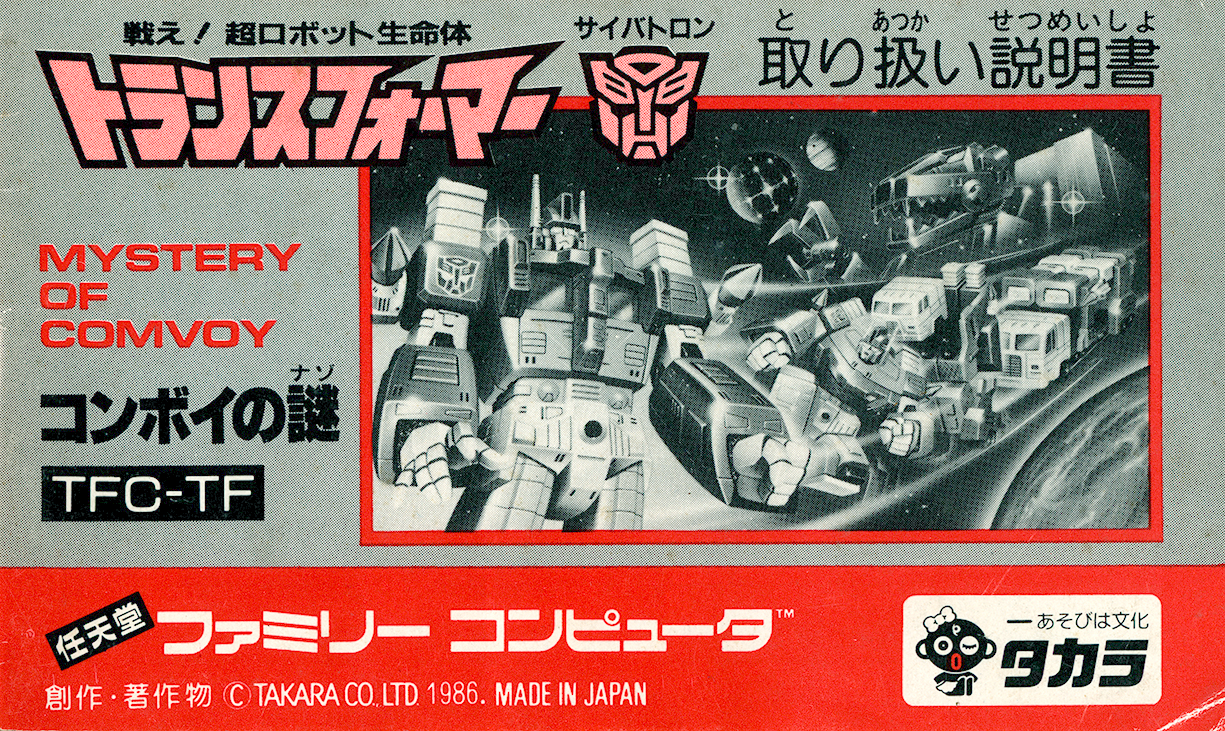 戦え! 超ロボット生命体
トランスフォーマー
サイバトロン
と あつか せつめいしょ
取り扱い説明書
MYSTERY
OF
COMVOY
ナゾ
コンボイの謎
TFC-TF
任天堂 ファミリー コンピュータ™
創作・著作物 ©TAKARA CO.,LTD. 1986. MADE IN JAPAN
ーあそびは文化
タカラ